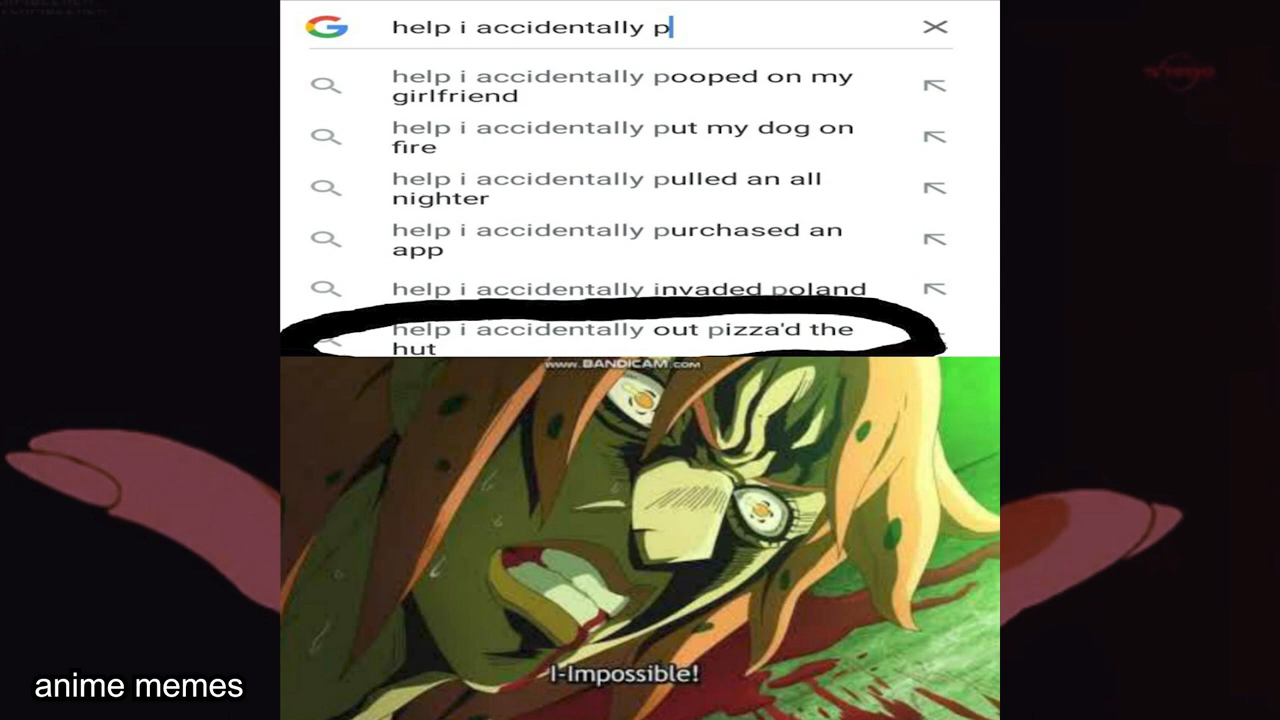 help i accidentally p
help i accidentally pooped on my
girlfriend
help i accidentally put my dog on
fire
help i accidentally pulled an all
nighter
help i accidentally purchased an
app
help i accidentally invaded poland
help i accidentally out pizza'd the
hut
www.BANDICAM.com
I-Impossible!
anime memes